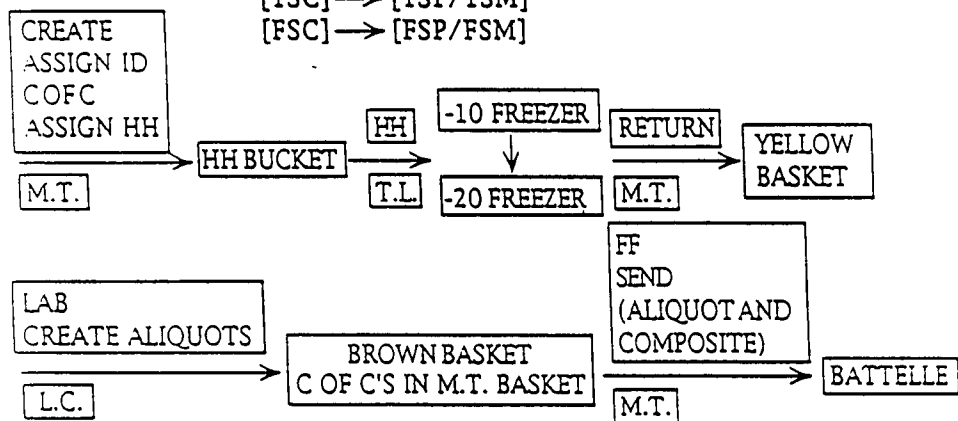 [FSC] → [FSP/FSM]
CREATE
ASSIGN ID
COFC
ASSIGN HH
M.T.
HH BUCKET
HH
T.L.
-10 FREEZER
-20 FREEZER
RETURN
M.T.
YELLOW
BASKET
LAB
CREATE ALIQUOTS
L.C.
BROWN BASKET
C OF C'S IN M.T. BASKET
FF
SEND
(ALIQUOT AND
COMPOSITE)
M.T.
BATTELLE